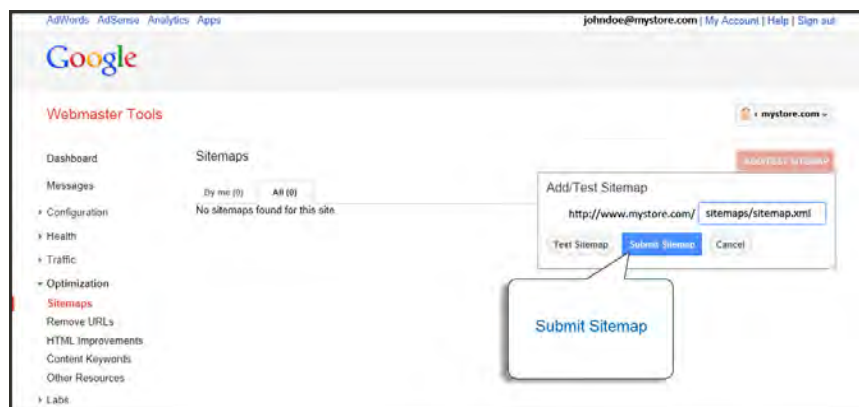 AdWords AdSense Analytics Apps
johndoe@mystore.com | My Account | Help | Sign out
Google
Webmaster Tools
mystore.com
Dashboard
Messages
Configuration
Health
Traffic
Optimization
Sitemaps
Remove URLs
HTML Improvements
Content Keywords
Other Resources
Labs
Sitemaps
ADD/TEST SITEMAP
By me (0) All (0)
No sitemaps found for this site
Add/Test Sitemap
http://www.mystore.com/ sitemaps/sitemap.xml
Test Sitemap Submit Sitemap Cancel
Submit Sitemap